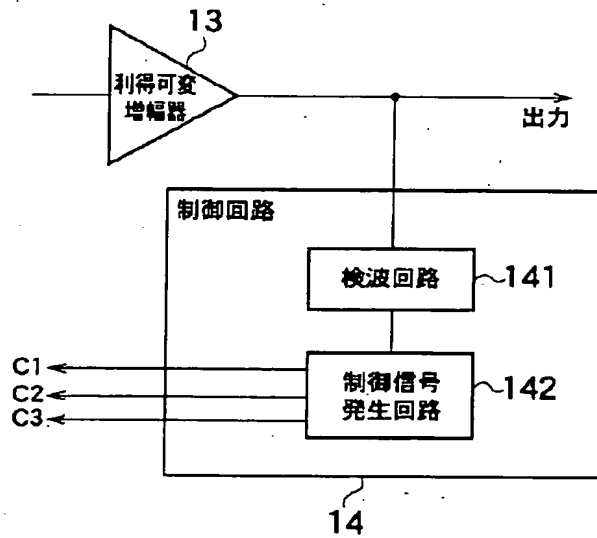 13
利得可変
増幅器
出力
制御回路
検波回路
141
C1
C2
C3
制御信号
発生回路
142
14